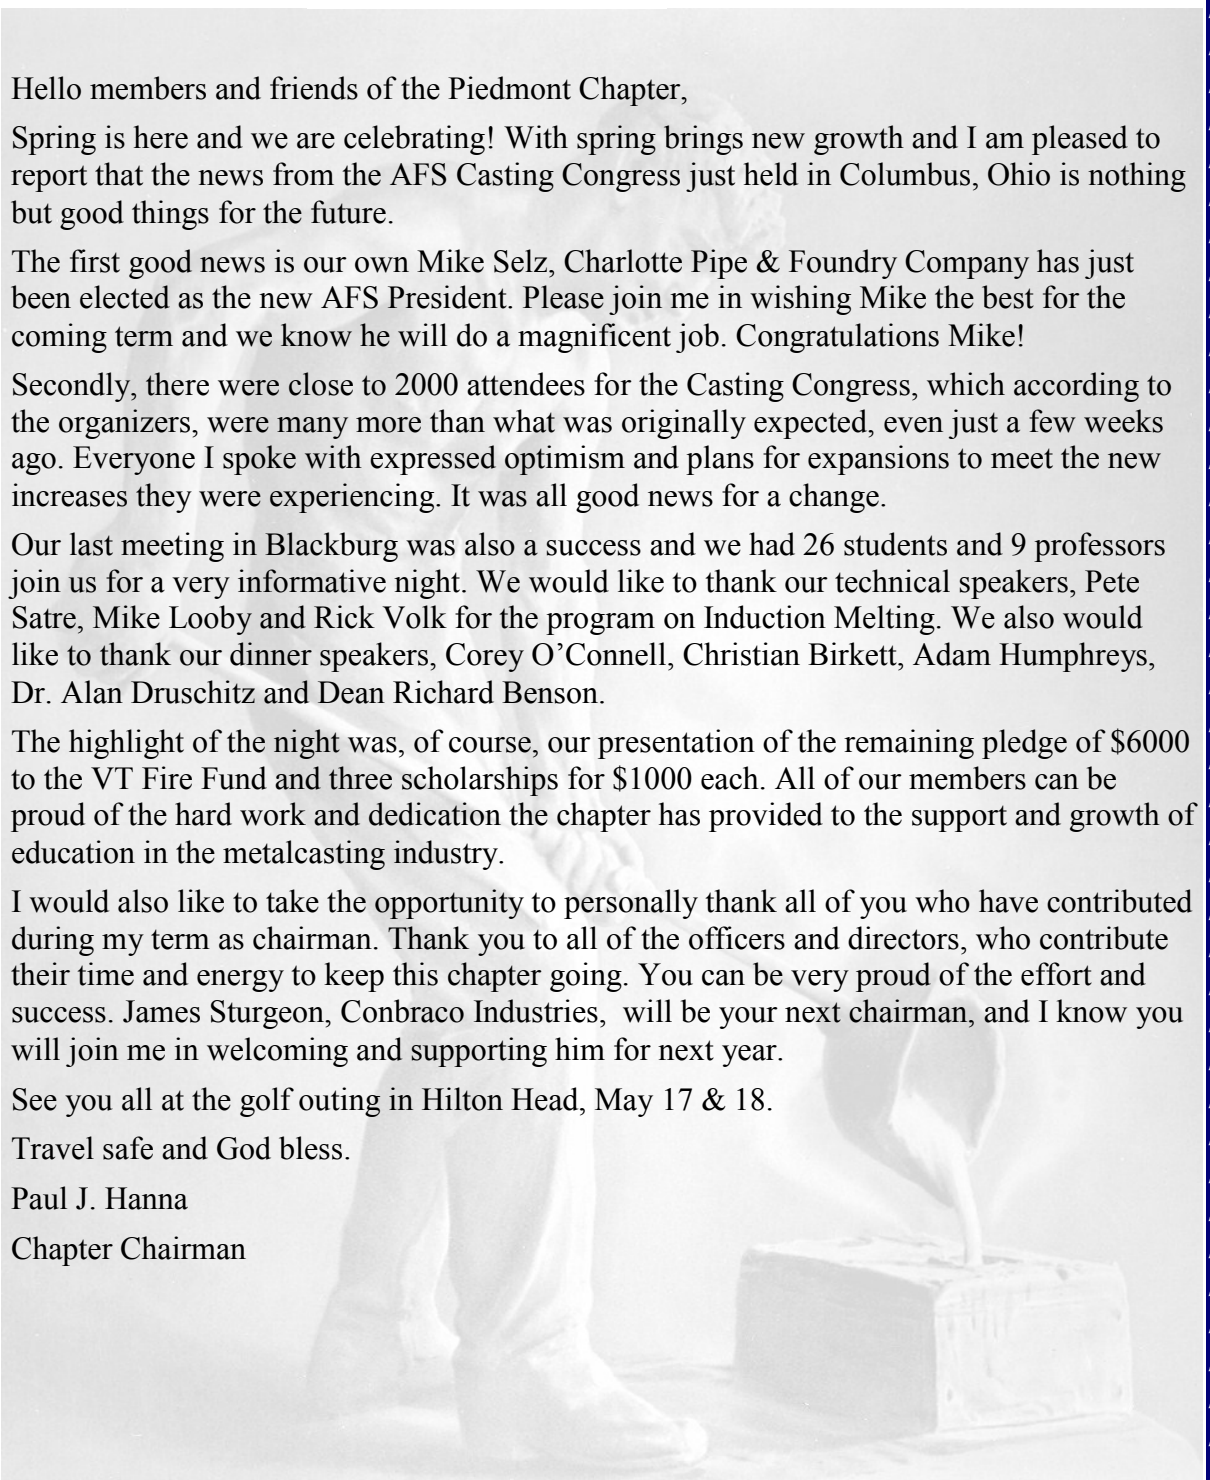 Hello members and friends of the Piedmont Chapter,
Spring is here and we are celebrating! With spring brings new growth and I am pleased to
report that the news from the AFS Casting Congress just held in Columbus, Ohio is nothing
but good things for the future.
The first good news is our own Mike Selz, Charlotte Pipe & Foundry Company has just
been elected as the new AFS President. Please join me in wishing Mike the best for the
coming term and we know he will do a magnificent job. Congratulations Mike!
Secondly, there were close to 2000 attendees for the Casting Congress, which according to
the organizers, were many more than what was originally expected, even just a few weeks
ago. Everyone I spoke with expressed optimism and plans for expansions to meet the new
increases they were experiencing. It was all good news for a change.
Our last meeting in Blackburg was also a success and we had 26 students and 9 professors
join us for a very informative night. We would like to thank our technical speakers, Pete
Satre, Mike Looby and Rick Volk for the program on Induction Melting. We also would
like to thank our dinner speakers, Corey O’Connell, Christian Birkett, Adam Humphreys,
Dr. Alan Druschitz and Dean Richard Benson.
The highlight of the night was, of course, our presentation of the remaining pledge of $6000
to the VT Fire Fund and three scholarships for $1000 each. All of our members can be
proud of the hard work and dedication the chapter has provided to the support and growth of
education in the metalcasting industry.
I would also like to take the opportunity to personally thank all of you who have contributed
during my term as chairman. Thank you to all of the officers and directors, who contribute
their time and energy to keep this chapter going. You can be very proud of the effort and
success. James Sturgeon, Conbraco Industries,  will be your next chairman, and I know you
will join me in welcoming and supporting him for next year.
See you all at the golf outing in Hilton Head, May 17 & 18.
Travel safe and God bless.
Paul J. Hanna
Chapter Chairman